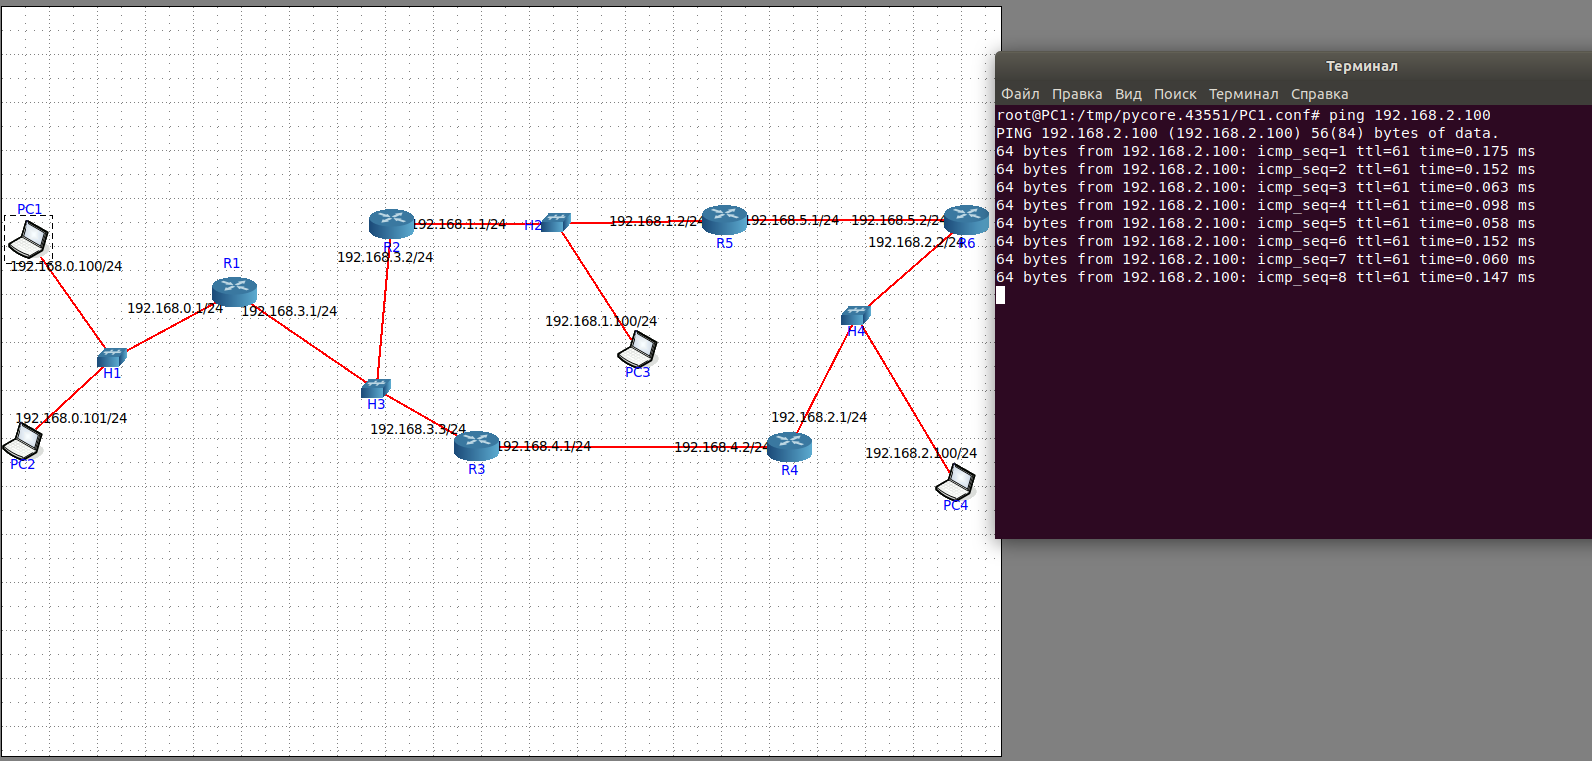 PC1
192.168.0.100/24
R1
192.168.0.1/24
192.168.3.1/24
H1
192.168.0.101/24
PC2
192.168.1.1/24
R2
192.168.3.2/24
H2
192.168.1.2/24
R5
192.168.5.1/24
192.168.5.2/24
R6
192.168.2.2/24
192.168.1.100/24
PC3
H4
H3
192.168.3.3/24
R3
192.168.4.1/24
192.168.4.2/24
R4
192.168.2.1/24
192.168.2.100/24
PC4
Терминал
Файл Правка Вид Поиск Терминал Справка
root@PC1:/tmp/pycore.43551/PC1.conf# ping 192.168.2.100
PING 192.168.2.100 (192.168.2.100) 56(84) bytes of data.
64 bytes from 192.168.2.100: icmp_seq=1 ttl=61 time=0.175 ms
64 bytes from 192.168.2.100: icmp_seq=2 ttl=61 time=0.152 ms
64 bytes from 192.168.2.100: icmp_seq=3 ttl=61 time=0.063 ms
64 bytes from 192.168.2.100: icmp_seq=4 ttl=61 time=0.098 ms
64 bytes from 192.168.2.100: icmp_seq=5 ttl=61 time=0.058 ms
64 bytes from 192.168.2.100: icmp_seq=6 ttl=61 time=0.152 ms
64 bytes from 192.168.2.100: icmp_seq=7 ttl=61 time=0.060 ms
64 bytes from 192.168.2.100: icmp_seq=8 ttl=61 time=0.147 ms